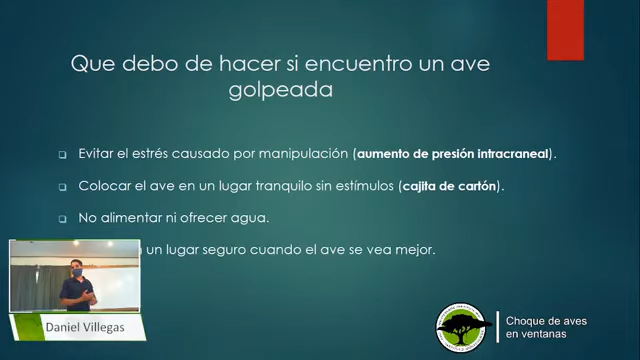 Que debo de hacer si encuentro un ave
golpeada
Evitar el estrés causado por manipulación (aumento de presión intracraneal).
Colocar el ave en un lugar tranquilo sin estímulos (cajita de cartón).
No alimentar ni ofrecer agua.
un lugar seguro cuando el ave se vea mejor.
Daniel Villegas
Choque de aves
en ventanas